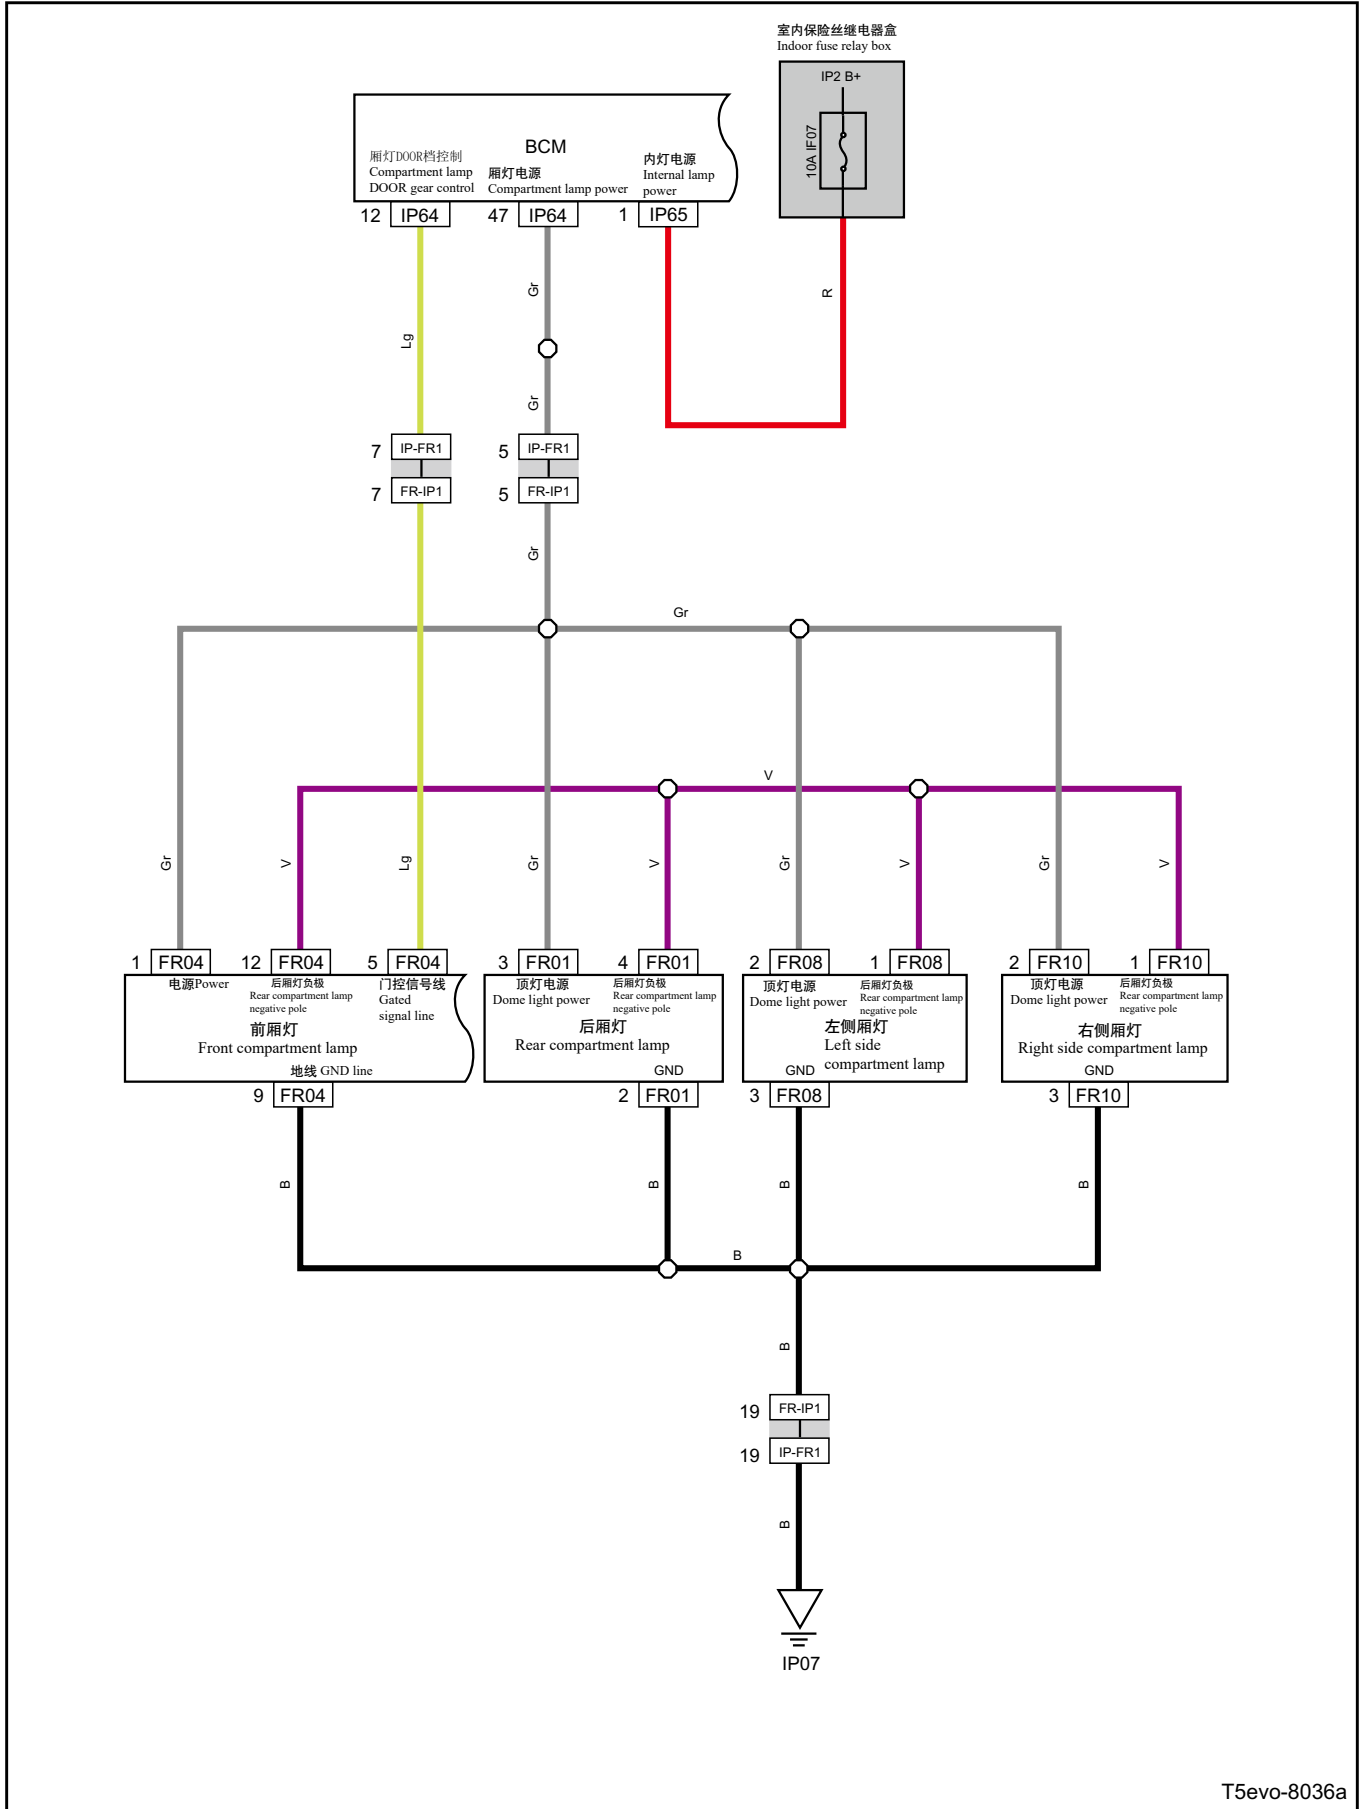 室内保险丝继电器盒
Indoor fuse relay box
IP2 B+
10A IF07
BCM
厢灯DOOR档控制
Compartment lamp
DOOR gear control
厢灯电源
Compartment lamp power
内灯电源
Internal lamp
power
12 IP64
47 IP64
1 IP65
Gr
R
Lg
Gr
7 IP-FR1
5 IP-FR1
7 FR-IP1
5 FR-IP1
Gr
Gr
V
Gr
V
Lg
Gr
V
Gr
V
Gr
V
1 FR04
12 FR04
5 FR04
3 FR01
4 FR01
2 FR08
1 FR08
2 FR10
1 FR10
电源Power
后厢灯负极
Rear compartment lamp
negative pole
门控信号线
Gated
signal line
前厢灯
Front compartment lamp
地线 GND line
顶灯电源
Dome light power
后厢灯负极
Rear compartment lamp
negative pole
后厢灯
Rear compartment lamp
GND
顶灯电源
Dome light power
后厢灯负极
Rear compartment lamp
negative pole
左侧厢灯
Left side
compartment lamp
GND
顶灯电源
Dome light power
后厢灯负极
Rear compartment lamp
negative pole
右侧厢灯
Right side compartment lamp
GND
9 FR04
2 FR01
3 FR08
3 FR10
B
B
B
B
B
B
19 FR-IP1
19 IP-FR1
B
IP07
T5evo-8036a